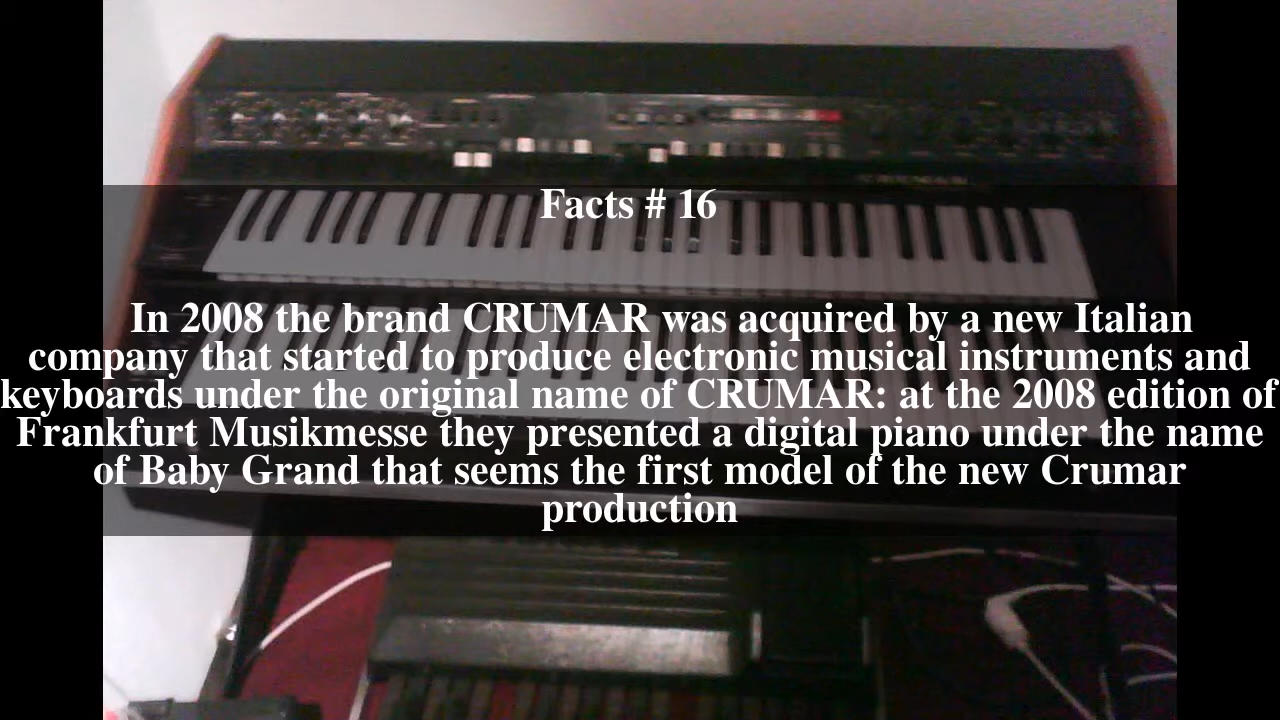 Facts # 16
In 2008 the brand CRUMAR was acquired by a new Italian
company that started to produce electronic musical instruments and
keyboards under the original name of CRUMAR: at the 2008 edition of
Frankfurt Musikmesse they presented a digital piano under the name
of Baby Grand that seems the first model of the new Crumar
production